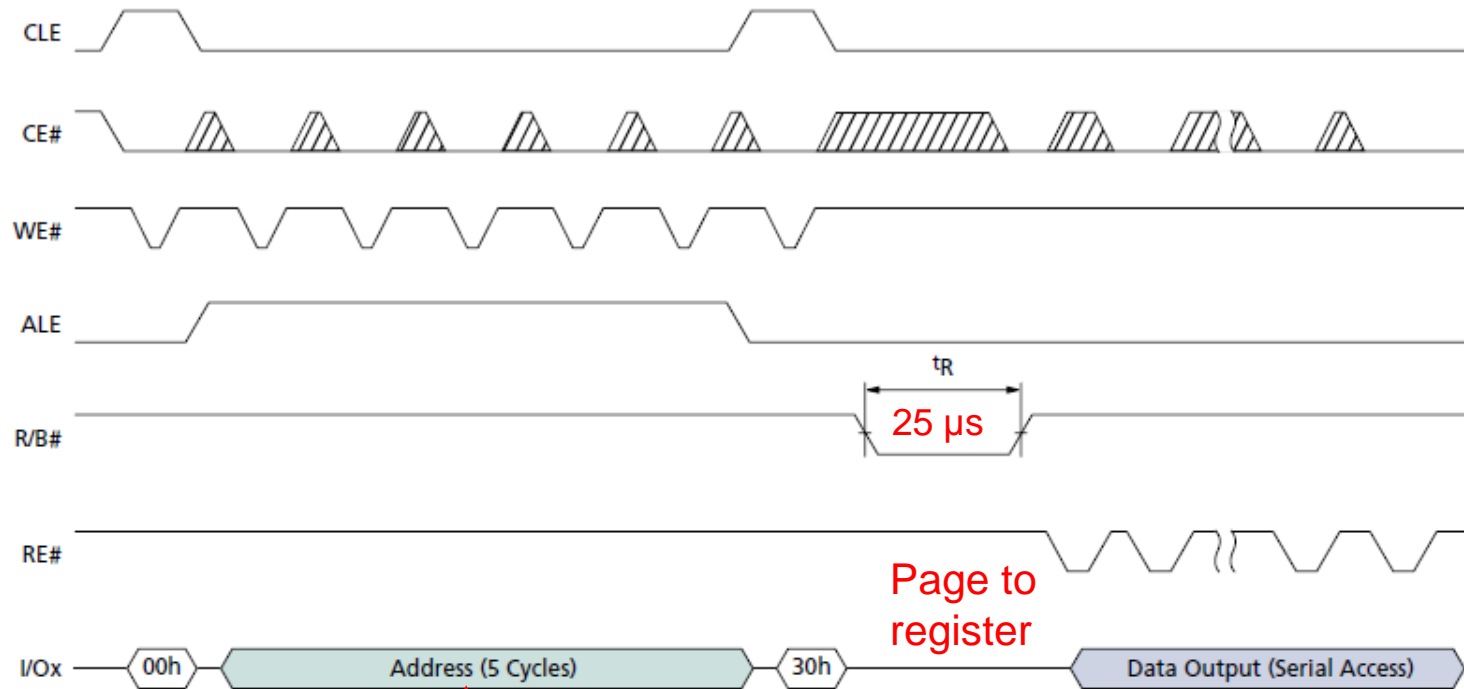 CLE
CE#
WE#
ALE
tR
R/B#
25 µs
RE#
Page to
register
I/Ox
00h
Address (5 Cycles)
30h
Data Output (Serial Access)